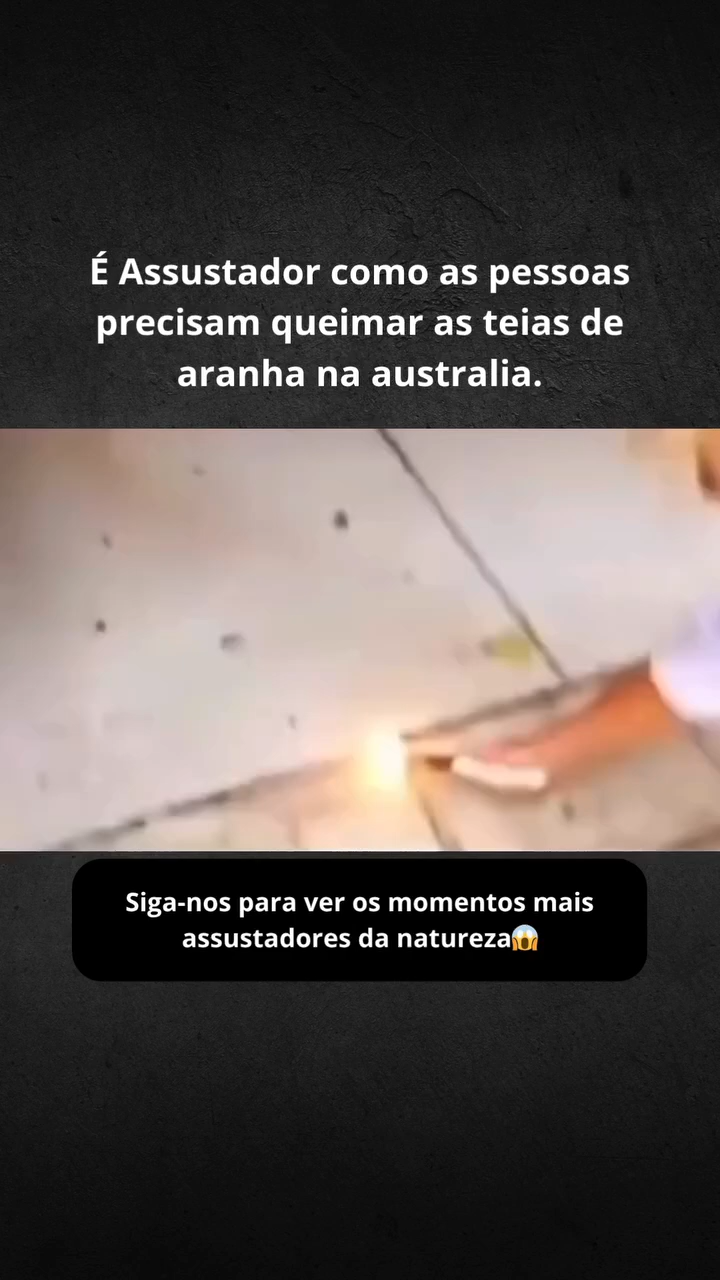 É Assustador como as pessoas
precisam queimar as teias de
aranha na australia.
Siga-nos para ver os momentos mais
assustadores da natureza😱